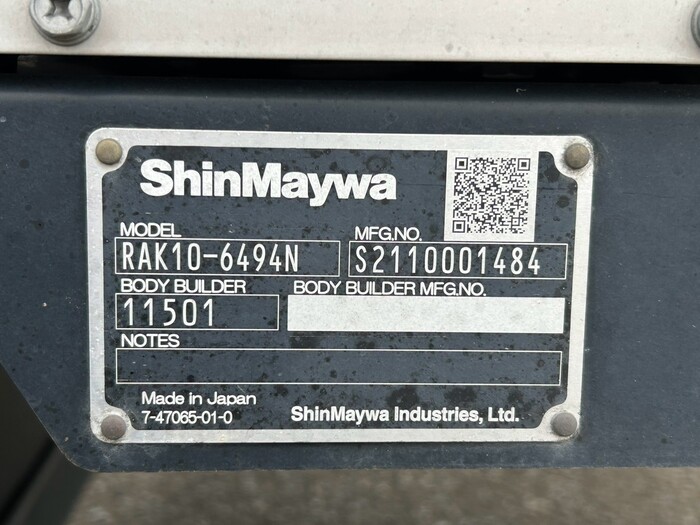 ShinMaywa
MODEL MFG.NO.
RAK10-6494N S2110001484
BODY BUILDER BODY BUILDER MFG.NO.
11501
NOTES
Made in Japan
7-47065-01-0 ShinMaywa Industries, Ltd.